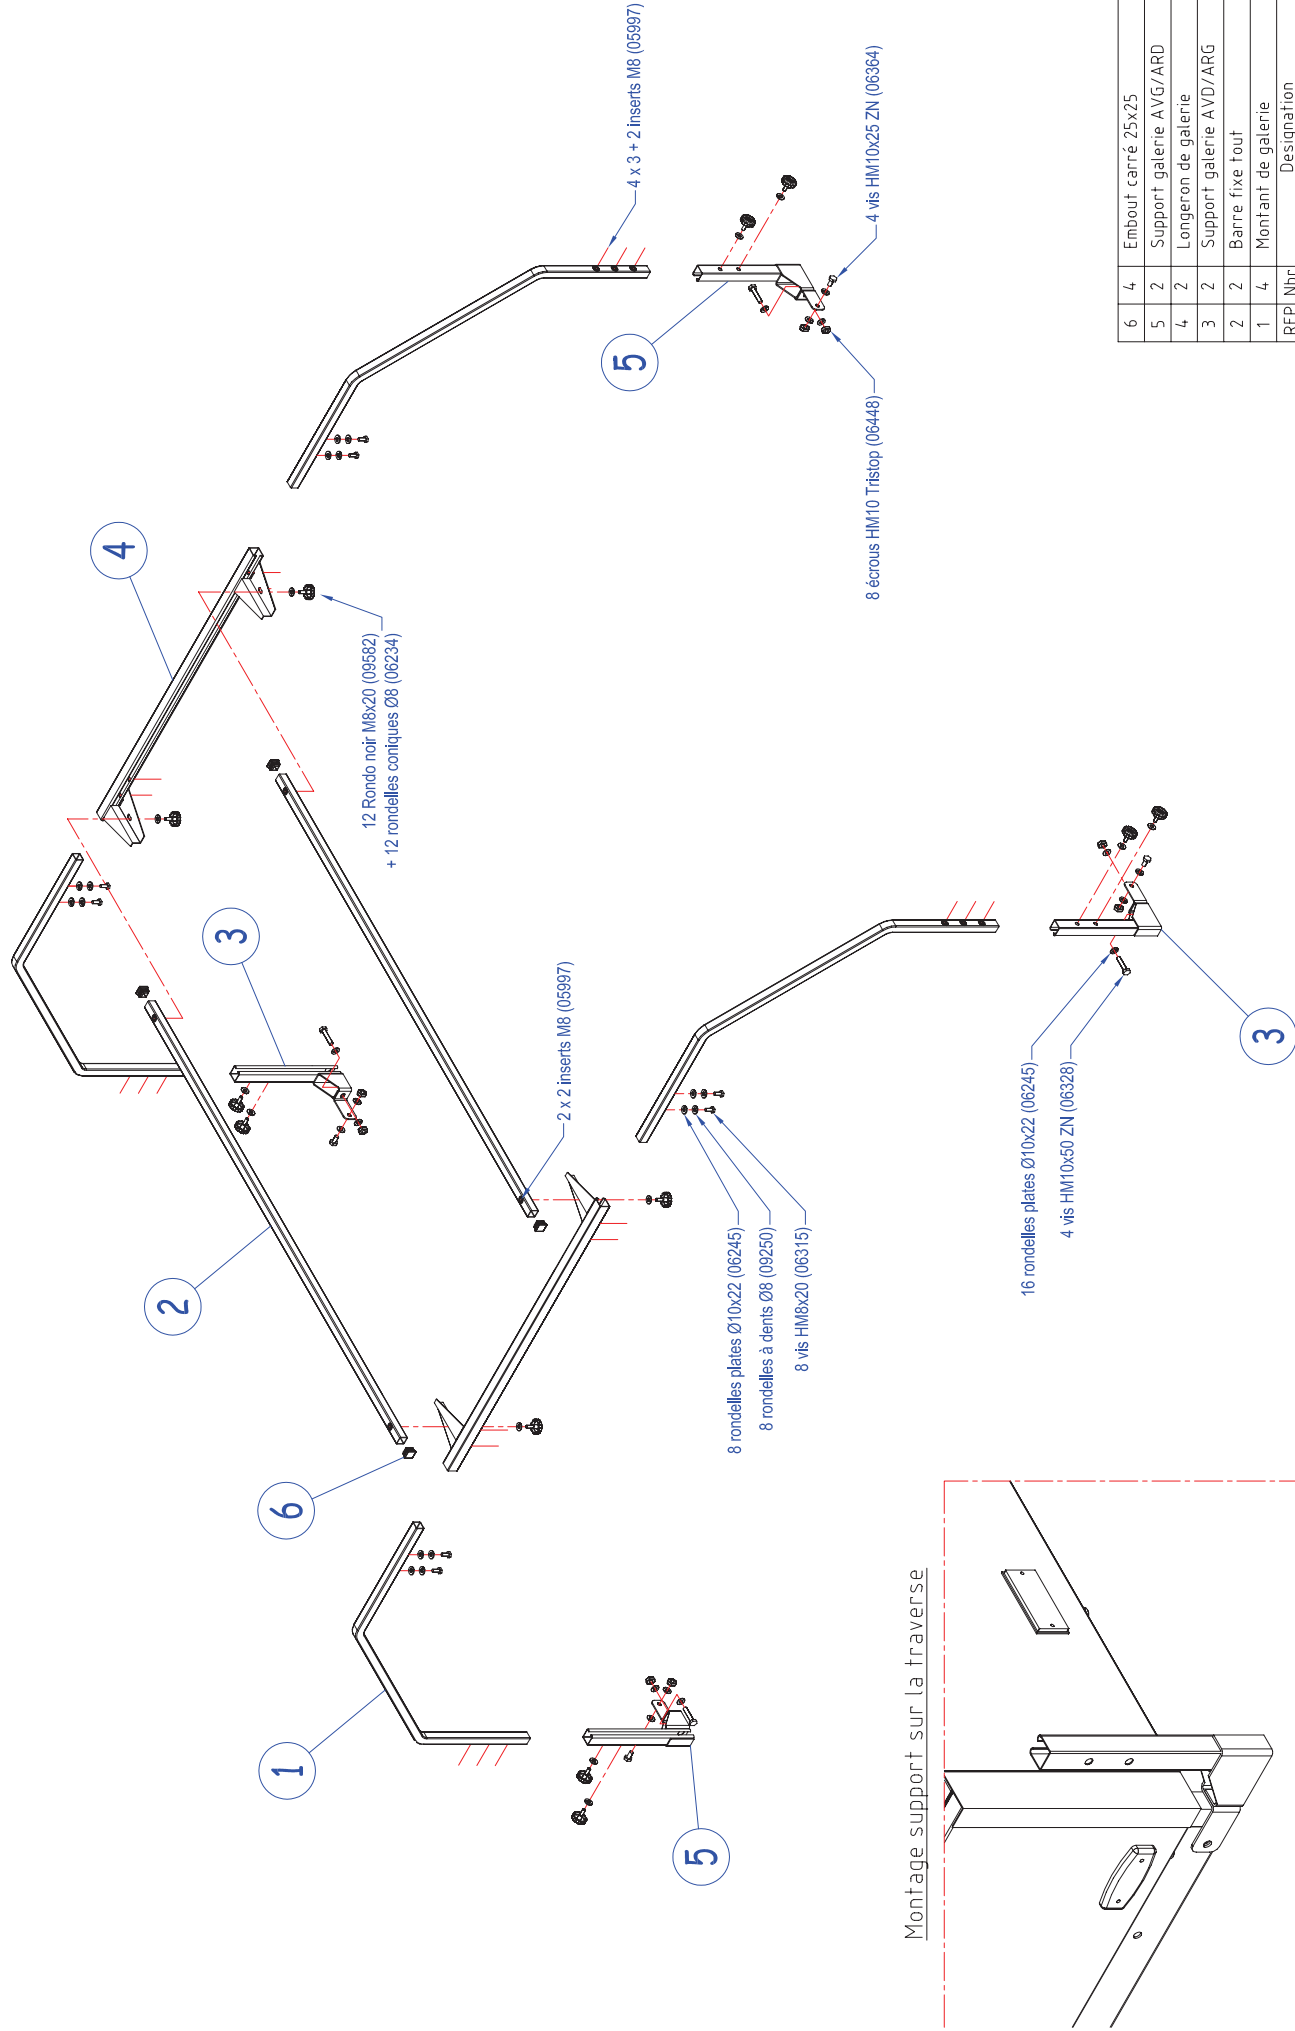 4 x 3 + 2 inserts M8 (05997)
4 vis HM10x25 ZN (06364)
5
8 écrous HM10 Tristop (06448)
4
12 Rondo noir M8x20 (09582)
+ 12 rondelles coniques Ø8 (06234)
3
2 x 2 inserts M8 (05997)
2
6
1
5
8 rondelles plates Ø10x22 (06245)
8 rondelles à dents Ø8 (09250)
8 vis HM8x20 (06315)
16 rondelles plates Ø10x22 (06245)
4 vis HM10x50 ZN (06328)
3
Montage support sur la traverse
6 4 Embout carré 25x25
5 2 Support galerie AVG/ARD
4 2 Longeron de galerie
3 2 Support galerie AVD/ARG
2 2 Barre fixe tout
1 4 Montant de galerie
REP Nbr Designation